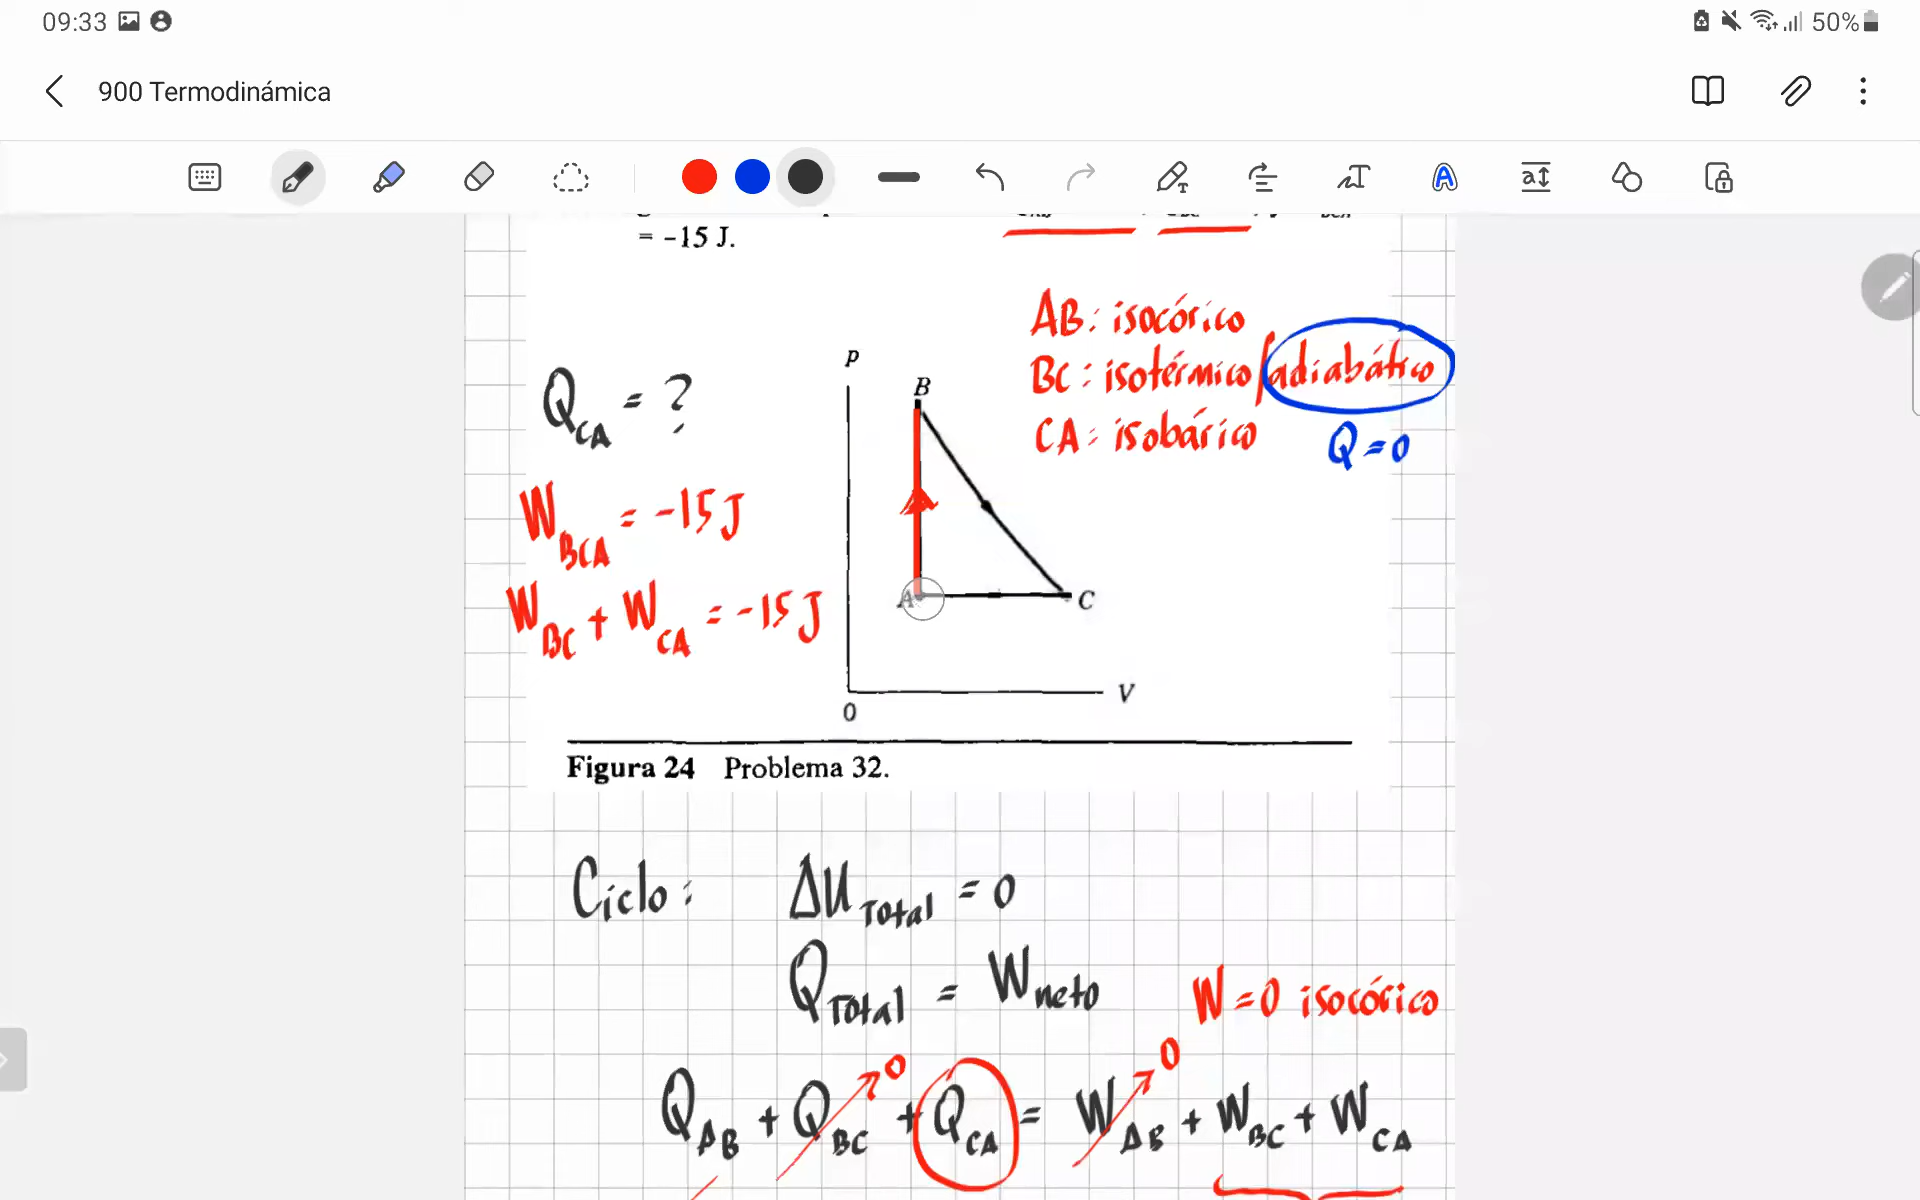 09:33
50%
900 Termodinámica
= −15 J.
AB: isocórico
BC: isotérmico/adiabático
CA: isobárico
Q=0
Q_CA = ?
W_BCA = -15 J
W_BC + W_CA = -15 J
P
B
A
C
V
0
Figura 24 Problema 32.
Ciclo: ΔU_Total = 0
Q_Total = W_neto
W=0 isocórico
0
0
Q_AB + Q_BC + Q_CA = W_AB + W_BC + W_CA